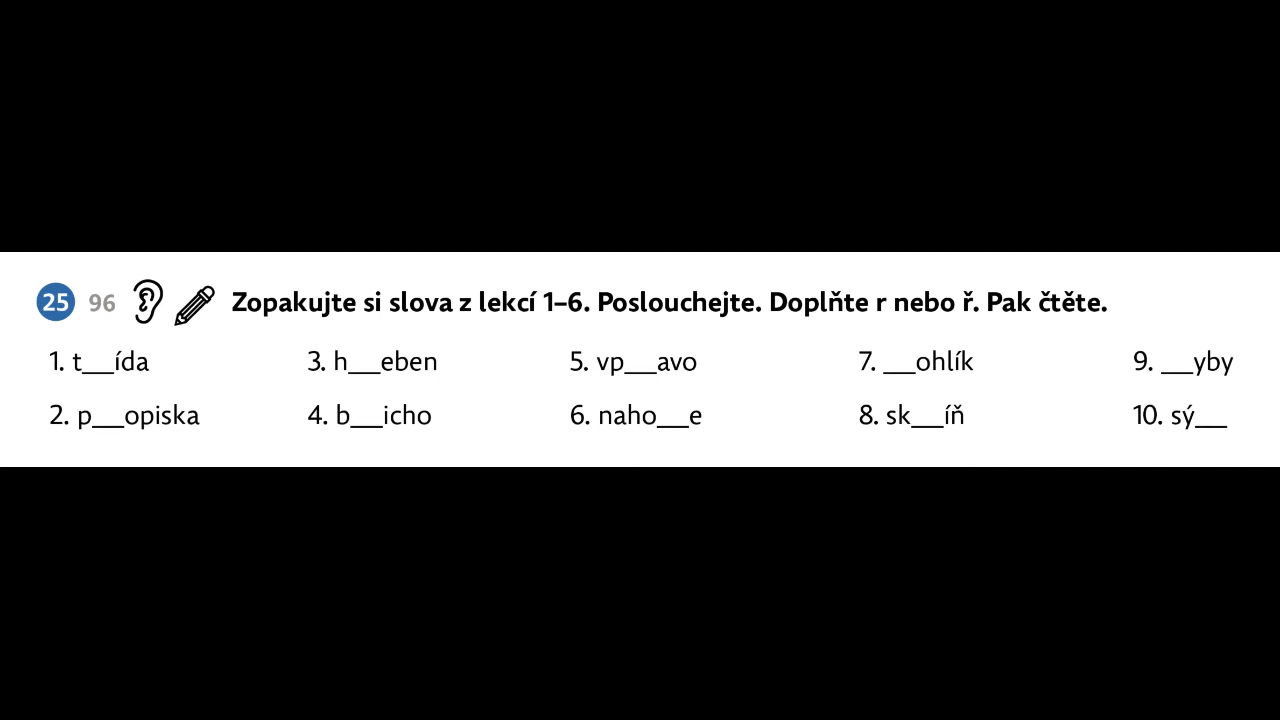 25 96 Zopakujte si slova z lekcí 1–6. Poslouchejte. Doplňte r nebo ř. Pak čtěte.
1. t__ída 3. h__eben 5. vp__avo 7. __ohlík 9. __yby
2. p__opiska 4. b__icho 6. naho__e 8. sk__íň 10. sý__